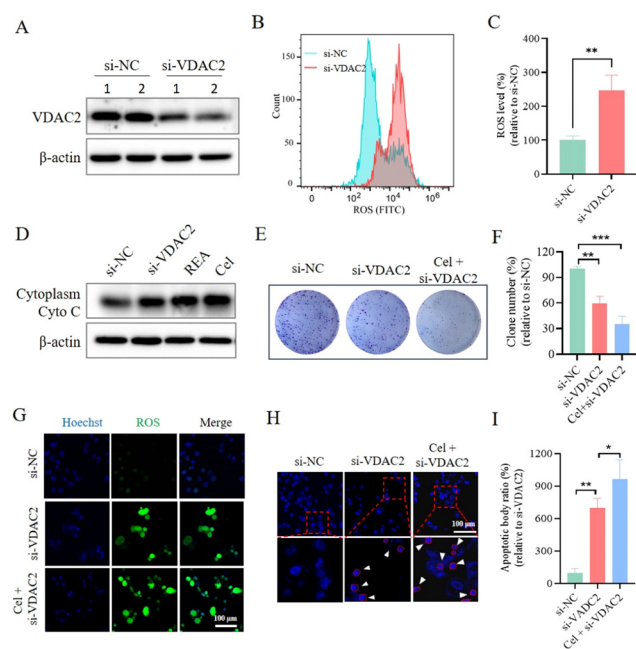 A
si-NC si-VDAC2
1 2 1 2
VDAC2
β-actin
B
si-NC
si-VDAC2
Count
150
100
50
0
10² 10⁴ 10⁶
ROS (FITC)
C
ROS level (%)
(relative to si-NC)
400
300
200
100
0
**
si-NC
si-VDAC2
D
si-NC si-VDAC2 REA Cel
Cytoplasm
Cyto C
β-actin
E
si-NC si-VDAC2 Cel +
si-VDAC2
F
Clone number (%)
(relative to si-NC)
120
90
60
30
0
***
**
si-NC
si-VDAC2
Cel+si-VDAC2
G
Hoechst ROS Merge
si-NC
si-VDAC2
Cel +
si-VDAC2
100 μm
H
si-NC si-VDAC2 Cel +
si-VDAC2
100 μm
I
Apoptotic body ratio (%)
(relative to si-VDAC2)
1200
900
600
300
0
**
*
si-NC
si-VADC2
Cel + si-VDAC2